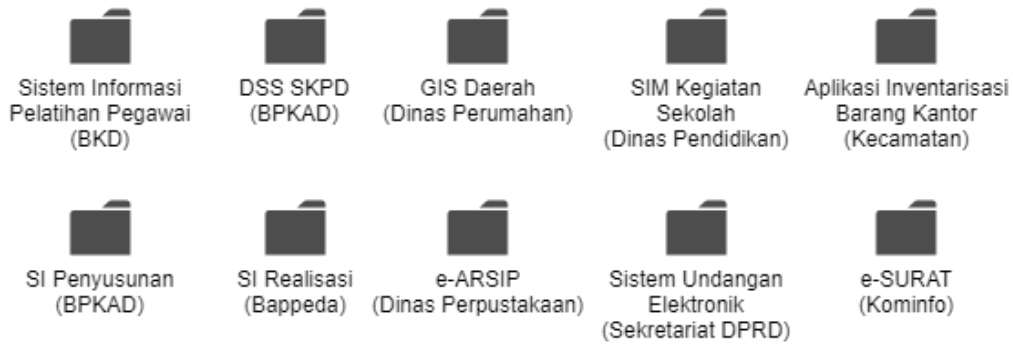 Sistem Informasi
Pelatihan Pegawai
(BKD)
DSS SKPD
(BPKAD)
GIS Daerah
(Dinas Perumahan)
SIM Kegiatan
Sekolah
(Dinas Pendidikan)
Aplikasi Inventarisasi
Barang Kantor
(Kecamatan)
SI Penyusunan
(BPKAD)
SI Realisasi
(Bappeda)
e-ARSIP
(Dinas Perpustakaan)
Sistem Undangan
Elektronik
(Sekretariat DPRD)
e-SURAT
(Kominfo)